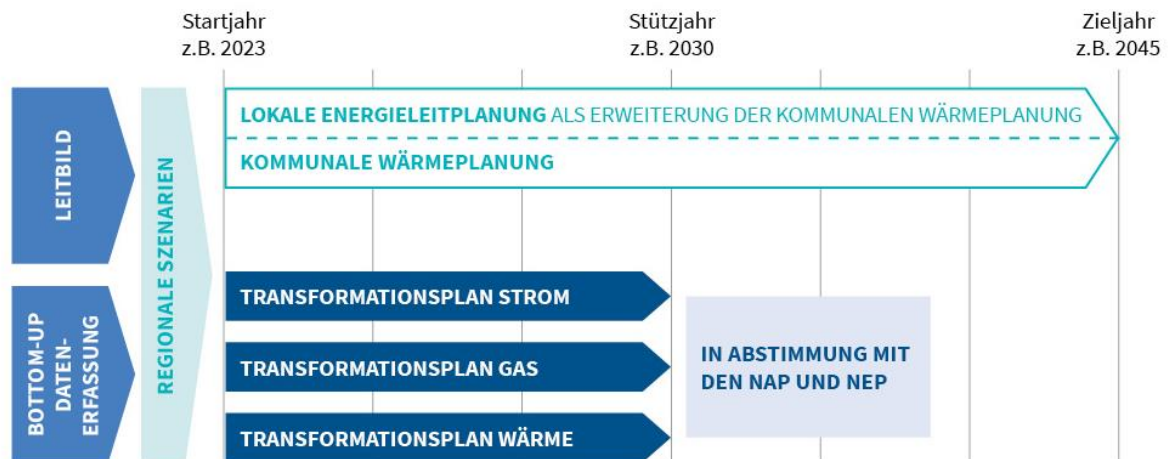 Startjahr
z.B. 2023
Stützjahr
z.B. 2030
Zieljahr
z.B. 2045
LEITBILD
BOTTOM-UP
DATEN-
ERFASSUNG
REGIONALE SZENARIEN
LOKALE ENERGIELEITPLANUNG ALS ERWEITERUNG DER KOMMUNALEN WÄRMEPLANUNG
KOMMUNALE WÄRMEPLANUNG
TRANSFORMATIONSPLAN STROM
TRANSFORMATIONSPLAN GAS
TRANSFORMATIONSPLAN WÄRME
IN ABSTIMMUNG MIT
DEN NAP UND NEP